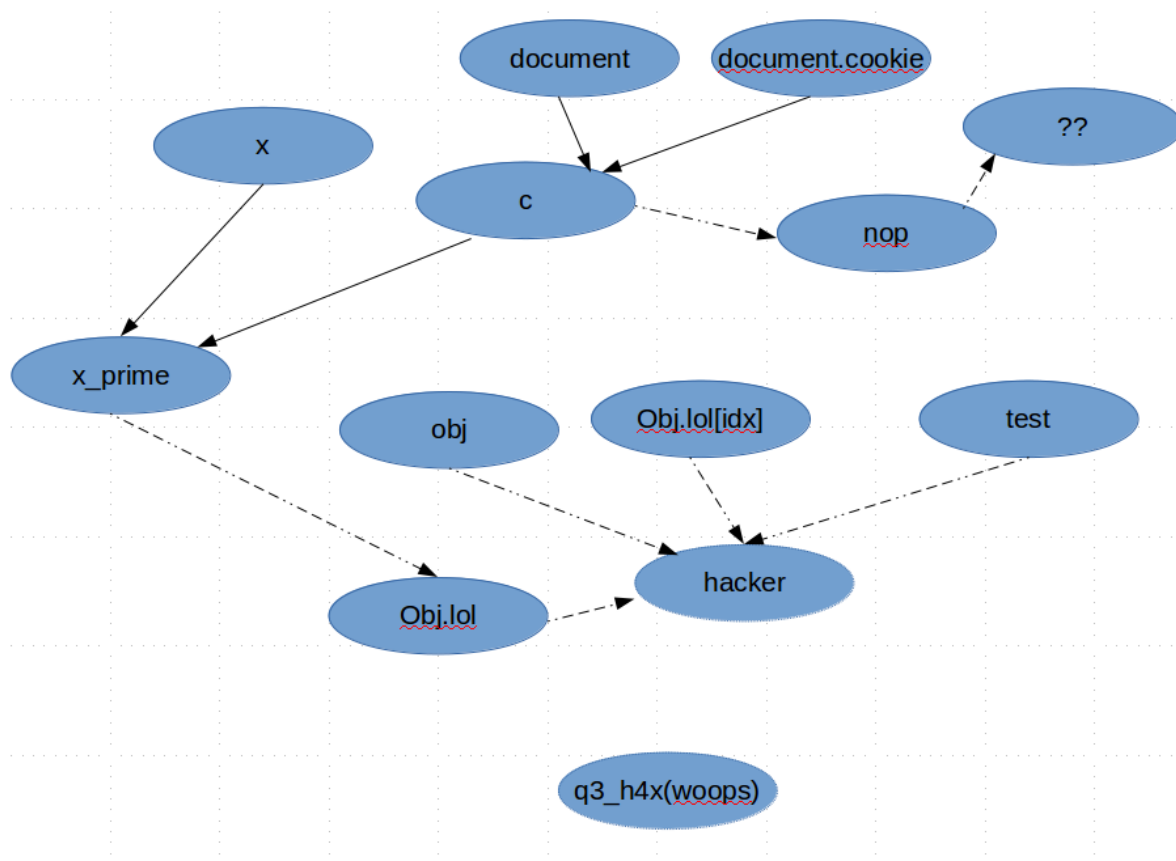 document
document.cookie
??
x
c
nop
x_prime
obj
Obj.lol[idx]
test
hacker
Obj.lol
q3_h4x(woops)